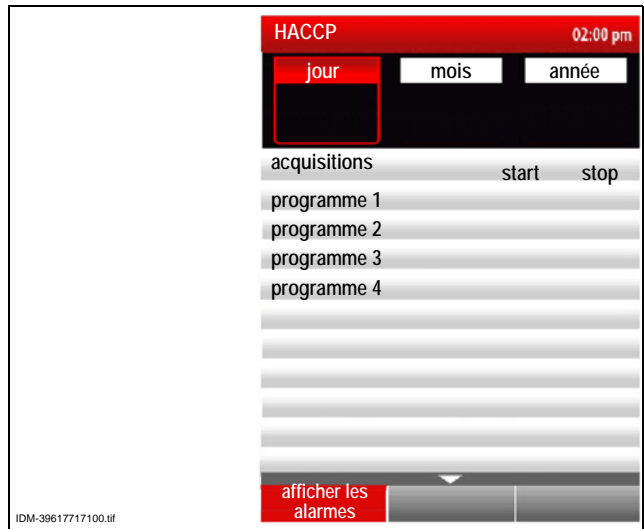 HACCP 02:00 pm
jour mois année
acquisitions start stop
programme 1
programme 2
programme 3
programme 4
afficher les
alarmes
IDM-39617717100.tif